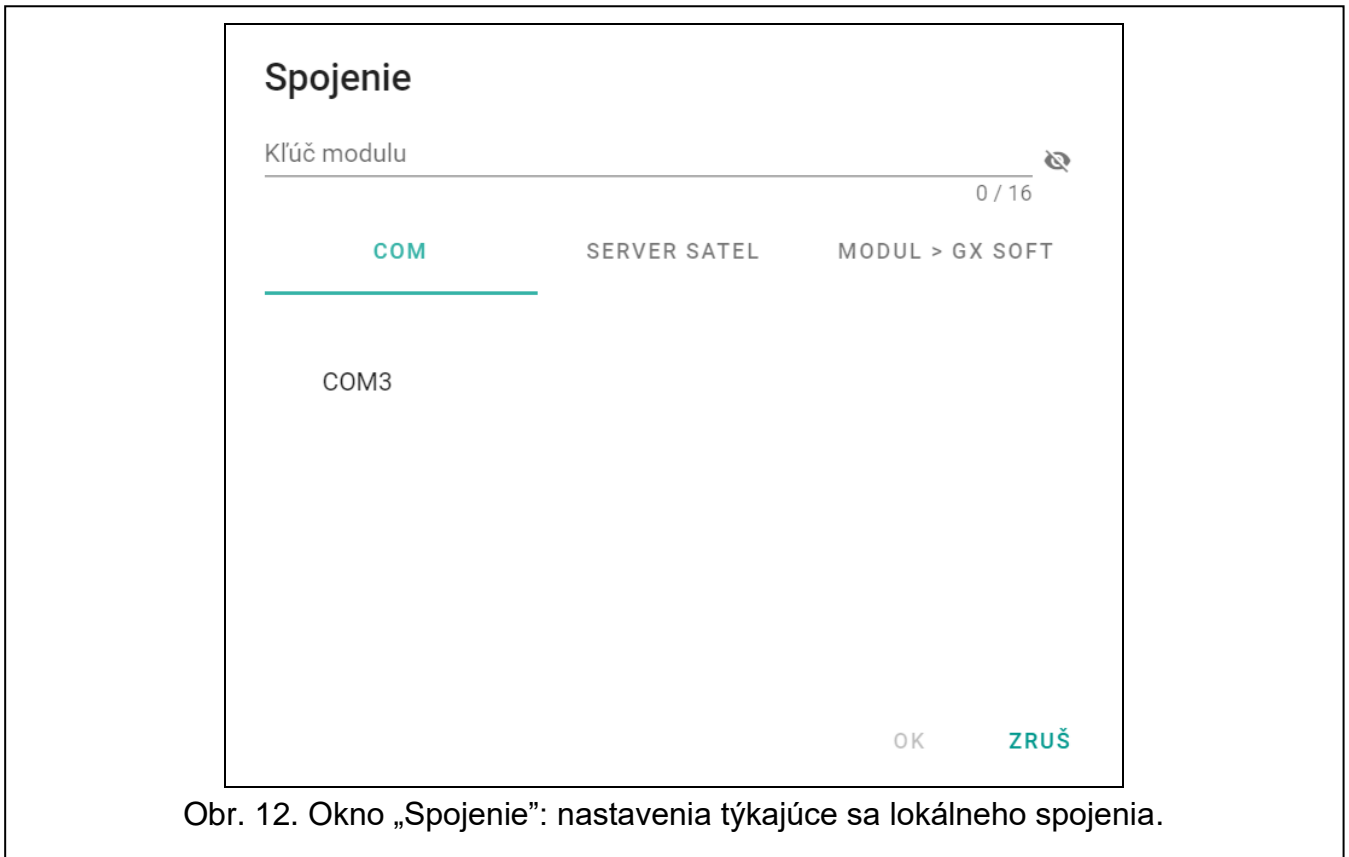 Spojenie
Kľúč modulu
0 / 16
COM SERVER SATEL MODUL > GX SOFT
COM3
OK ZRUŠ
Obr. 12. Okno „Spojenie”: nastavenia týkajúce sa lokálneho spojenia.